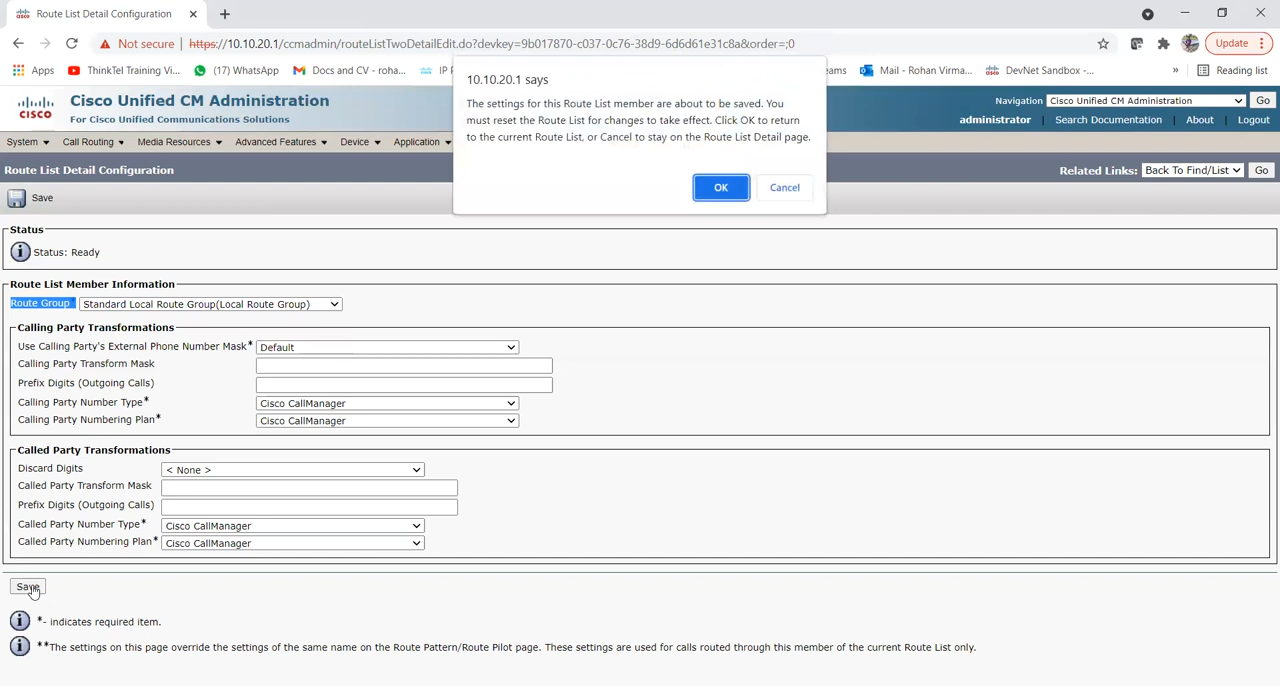 Route List Detail Configuration
Not secure | https://10.10.20.1/ccmadmin/routeListTwoDetailEdit.do?devkey=9b017870-c037-0c76-38d9-6d6d61e31c8a&order=;0
Update
Apps ThinkTel Training Vi... (17) WhatsApp Docs and CV - roha... IP eams Mail - Rohan Virma... DevNet Sandbox -... » Reading list
10.10.20.1 says
The settings for this Route List member are about to be saved. You
must reset the Route List for changes to take effect. Click OK to return
to the current Route List, or Cancel to stay on the Route List Detail page.
OK Cancel
CISCO
Cisco Unified CM Administration
For Cisco Unified Communications Solutions
Navigation Cisco Unified CM Administration Go
administrator | Search Documentation | About | Logout
System Call Routing Media Resources Advanced Features Device Application
Route List Detail Configuration
Related Links: Back To Find/List Go
Save
Status
Status: Ready
Route List Member Information
Route Group* Standard Local Route Group(Local Route Group)
Calling Party Transformations
Use Calling Party's External Phone Number Mask* Default
Calling Party Transform Mask
Prefix Digits (Outgoing Calls)
Calling Party Number Type* Cisco CallManager
Calling Party Numbering Plan* Cisco CallManager
Called Party Transformations
Discard Digits < None >
Called Party Transform Mask
Prefix Digits (Outgoing Calls)
Called Party Number Type* Cisco CallManager
Called Party Numbering Plan* Cisco CallManager
Save
*- indicates required item.
**The settings on this page override the settings of the same name on the Route Pattern/Route Pilot page. These settings are used for calls routed through this member of the current Route List only.